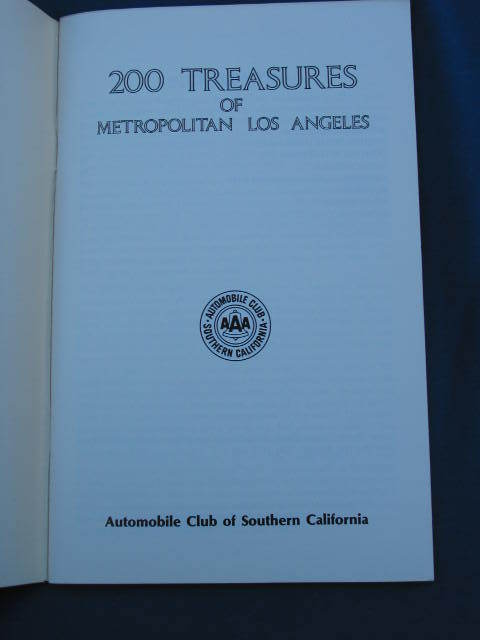 200 TREASURES
OF
METROPOLITAN LOS ANGELES
· AUTOMOBILE CLUB ·
AAA
SOUTHERN CALIFORNIA
Automobile Club of Southern California